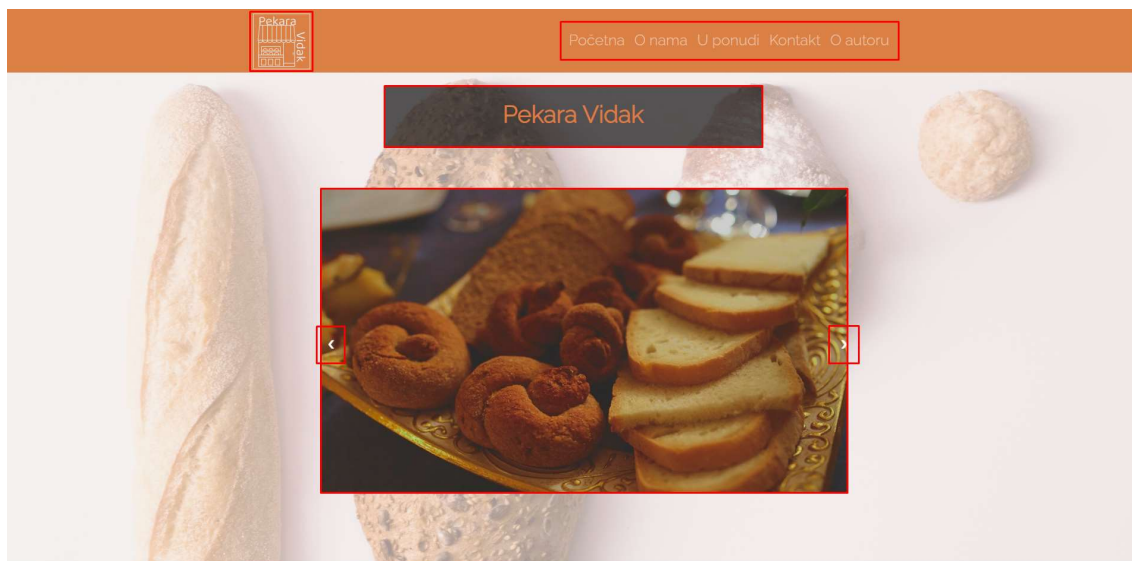 Pekara
Vidak
Početna O nama U ponudi Kontakt O autoru
Pekara Vidak
‹ ›